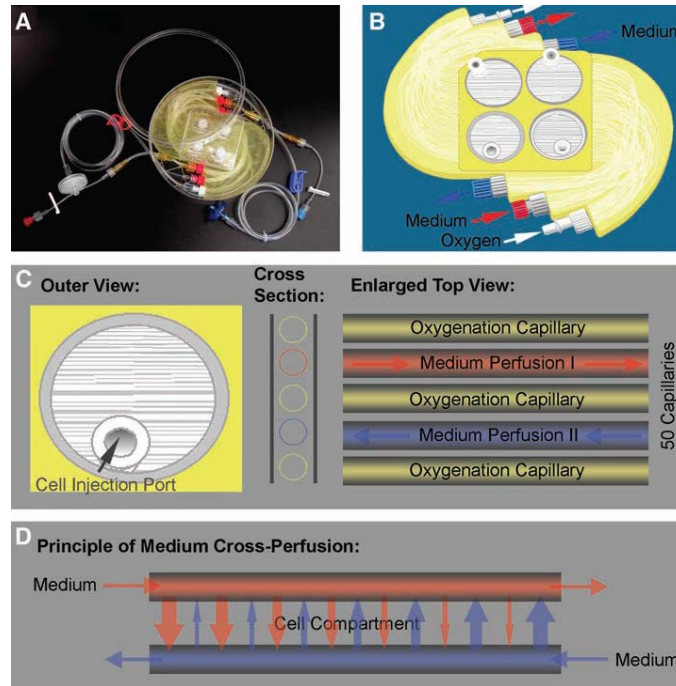 A
B
Medium
Medium
Oxygen
C
Outer View:
Cross
Section:
Enlarged Top View:
Oxygenation Capillary
Medium Perfusion I
Oxygenation Capillary
Medium Perfusion II
Oxygenation Capillary
50 Capillaries
Cell Injection Port
D
Principle of Medium Cross-Perfusion:
Medium
Cell Compartment
Medium